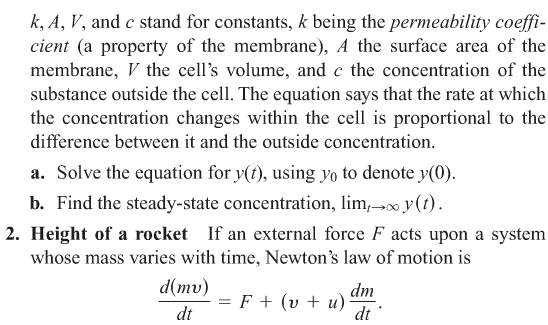 k, A, V, and c stand for constants, k being the permeability coeffi-
cient (a property of the membrane), A the surface area of the
membrane, V the cell's volume, and c the concentration of the
substance outside the cell. The equation says that the rate at which
the concentration changes within the cell is proportional to the
difference between it and the outside concentration.
a. Solve the equation for y(t), using y₀ to denote y(0).
b. Find the steady-state concentration, limₜ→∞ y(t).
2. Height of a rocket If an external force F acts upon a system
whose mass varies with time, Newton's law of motion is
d(mv)/dt = F + (v + u) dm/dt.